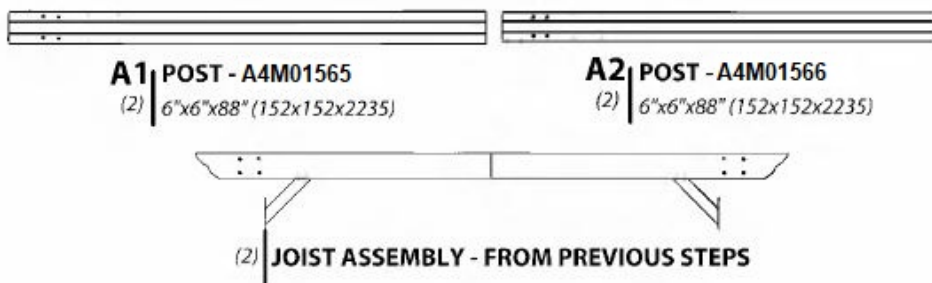 A1 POST - A4M01565
(2) 6"x6"x88" (152x152x2235)
A2 POST - A4M01566
(2) 6"x6"x88" (152x152x2235)
(2) JOIST ASSEMBLY - FROM PREVIOUS STEPS